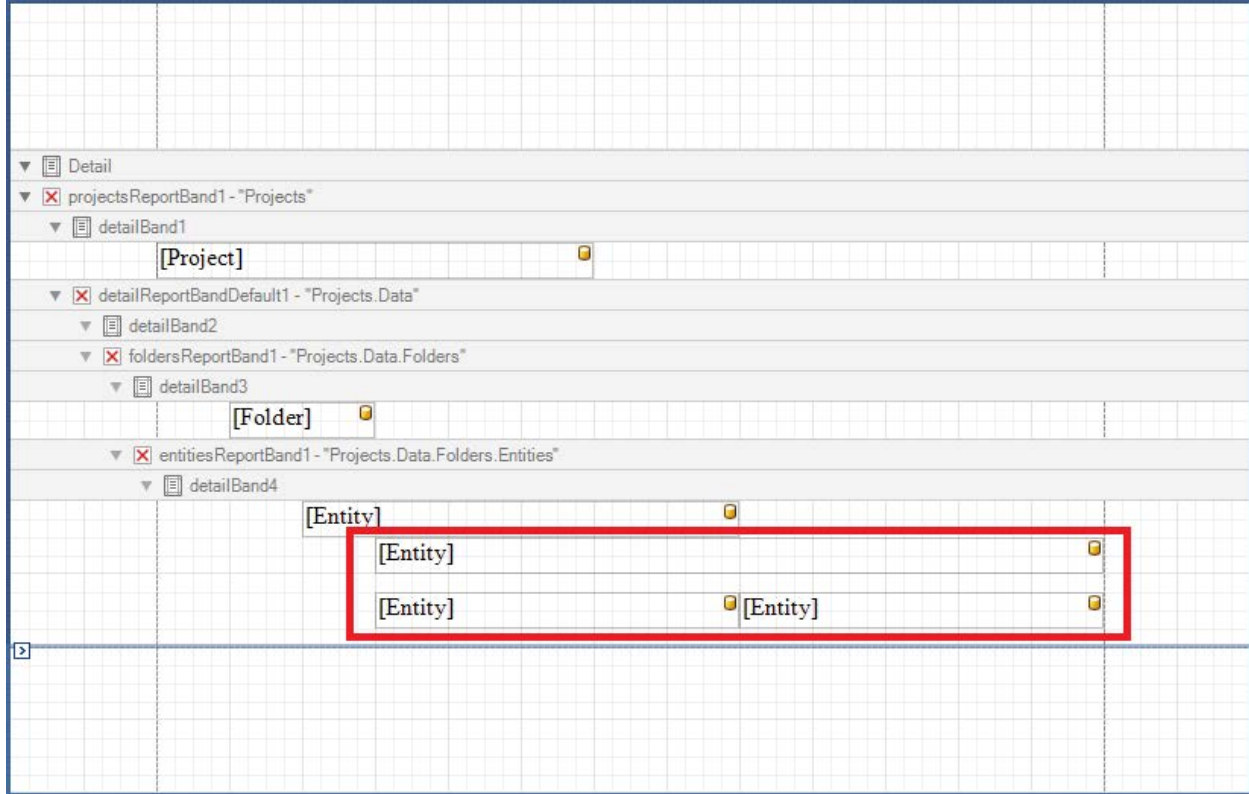 Detail
projectsReportBand1 - "Projects"
detailBand1
[Project]
detailReportBandDefault1 - "Projects.Data"
detailBand2
foldersReportBand1 - "Projects.Data.Folders"
detailBand3
[Folder]
entitiesReportBand1 - "Projects.Data.Folders.Entities"
detailBand4
[Entity]
[Entity]
[Entity] [Entity]